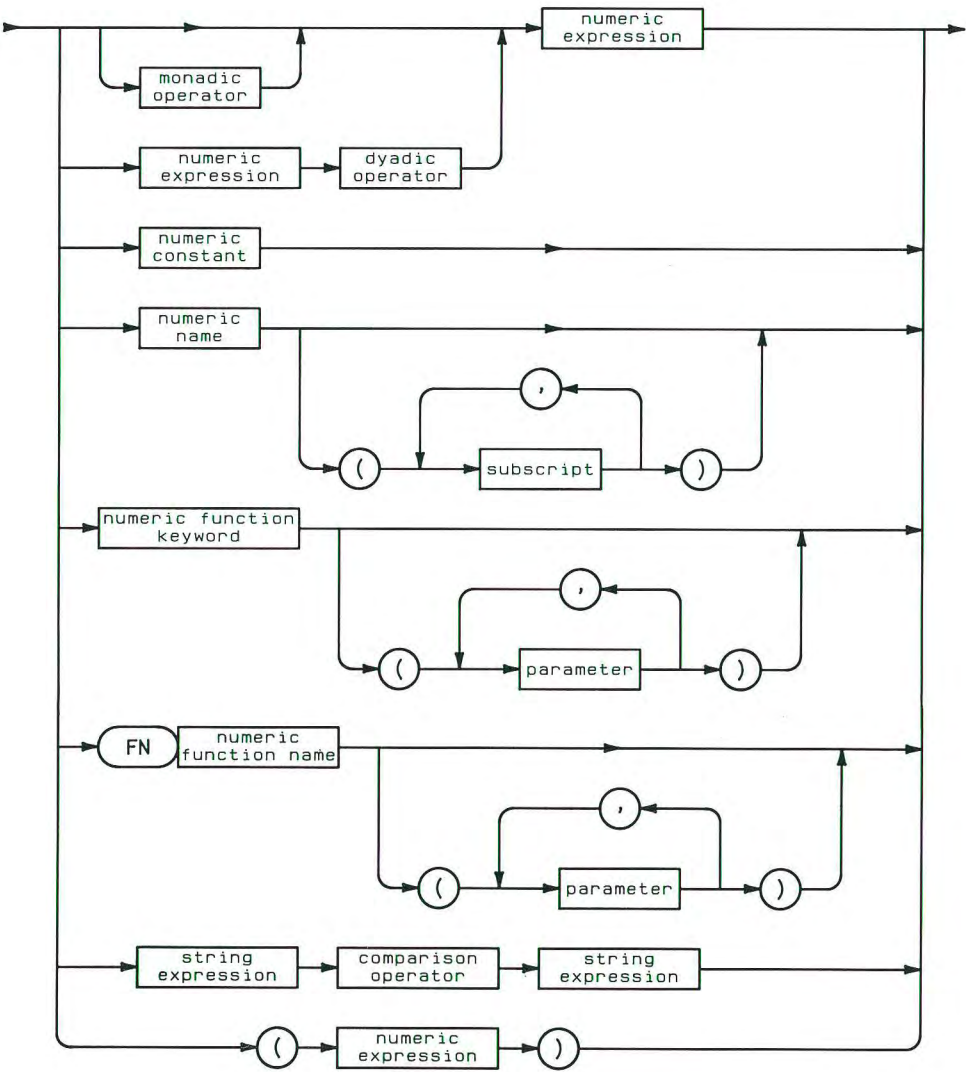 numeric
expression
monadic
operator
numeric
expression
dyadic
operator
numeric
constant
numeric
name
,
(
subscript
)
numeric function
keyword
,
(
parameter
)
FN
numeric
function name
,
(
parameter
)
string
expression
comparison
operator
string
expression
(
numeric
expression
)